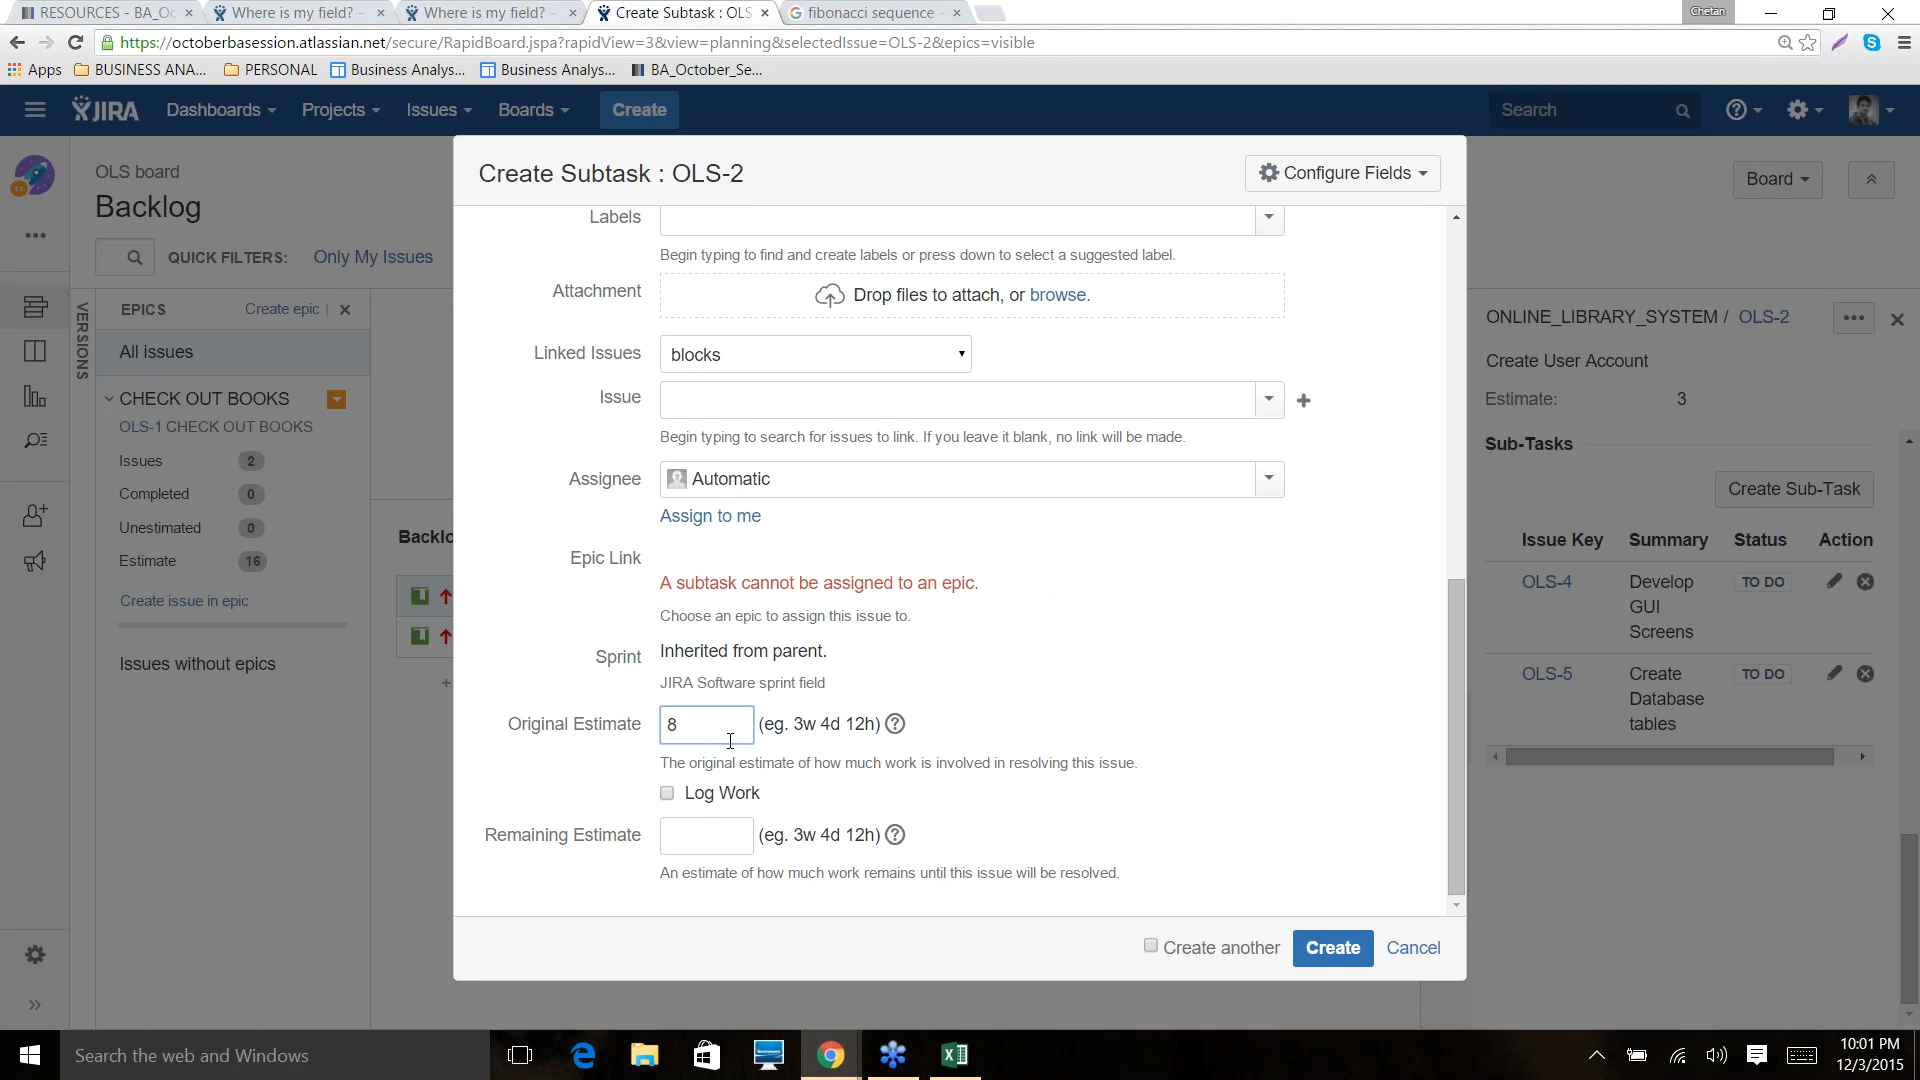 RESOURCES - BA_Oc
Where is my field? -
Where is my field? -
Create Subtask : OLS
fibonacci sequence -
Chetan
https://octoberbasession.atlassian.net/secure/RapidBoard.jspa?rapidView=3&view=planning&selectedIssue=OLS-2&epics=visible
Apps
BUSINESS ANA...
PERSONAL
Business Analys...
Business Analys...
BA_October_Se...
JIRA
Dashboards
Projects
Issues
Boards
Create
Search
OLS board
Backlog
QUICK FILTERS:
Only My Issues
Board
VERSIONS
EPICS
Create epic
All issues
CHECK OUT BOOKS
OLS-1 CHECK OUT BOOKS
Issues 2
Completed 0
Unestimated 0
Estimate 16
Create issue in epic
Issues without epics
Backlo
Create Subtask : OLS-2
Configure Fields
Labels
Begin typing to find and create labels or press down to select a suggested label.
Attachment
Drop files to attach, or browse.
Linked Issues
blocks
Issue
Begin typing to search for issues to link. If you leave it blank, no link will be made.
Assignee
Automatic
Assign to me
Epic Link
A subtask cannot be assigned to an epic.
Choose an epic to assign this issue to.
Sprint
Inherited from parent.
JIRA Software sprint field
Original Estimate
8
(eg. 3w 4d 12h)
The original estimate of how much work is involved in resolving this issue.
Log Work
Remaining Estimate
(eg. 3w 4d 12h)
An estimate of how much work remains until this issue will be resolved.
Create another
Create
Cancel
ONLINE_LIBRARY_SYSTEM / OLS-2
Create User Account
Estimate: 3
Sub-Tasks
Create Sub-Task
Issue Key Summary Status Action
OLS-4 Develop TO DO
GUI
Screens
OLS-5 Create TO DO
Database
tables
Search the web and Windows
10:01 PM
12/3/2015